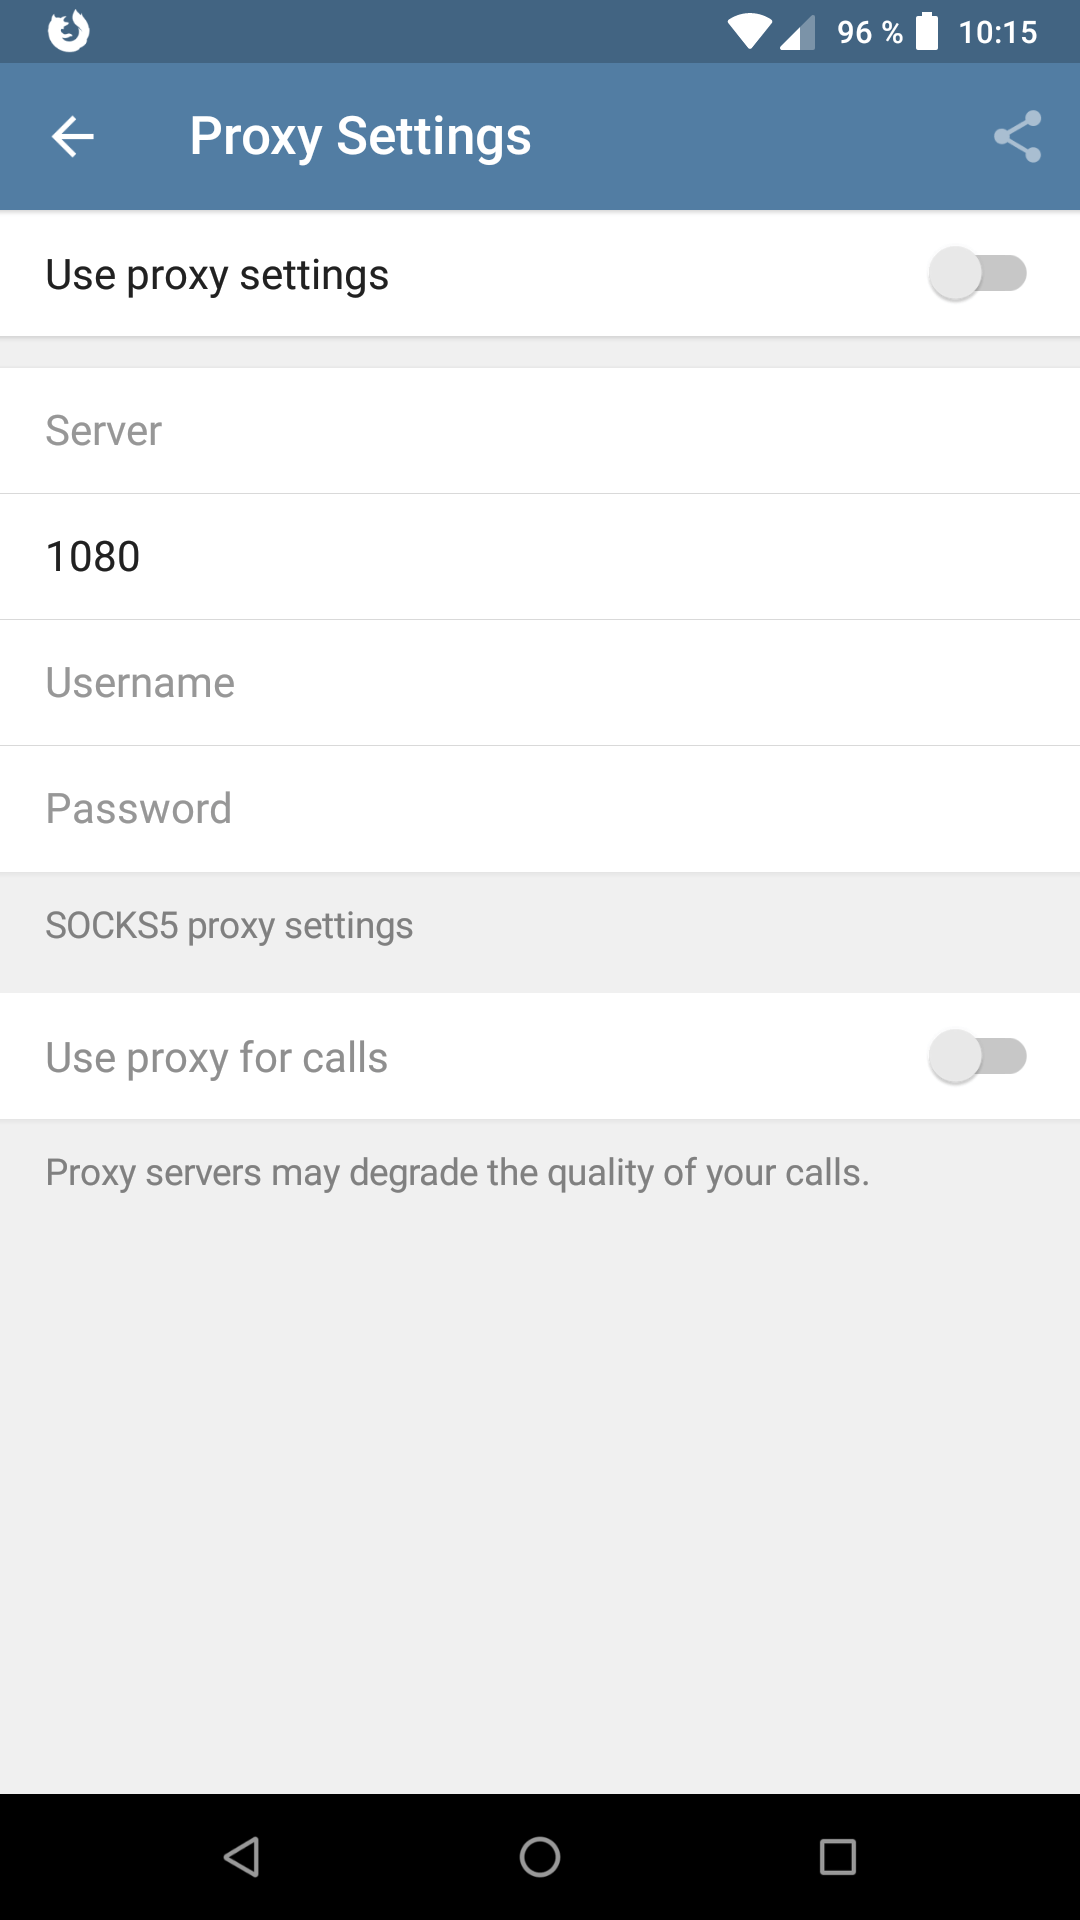 96 % 10:15
Proxy Settings
Use proxy settings
Server
1080
Username
Password
SOCKS5 proxy settings
Use proxy for calls
Proxy servers may degrade the quality of your calls.